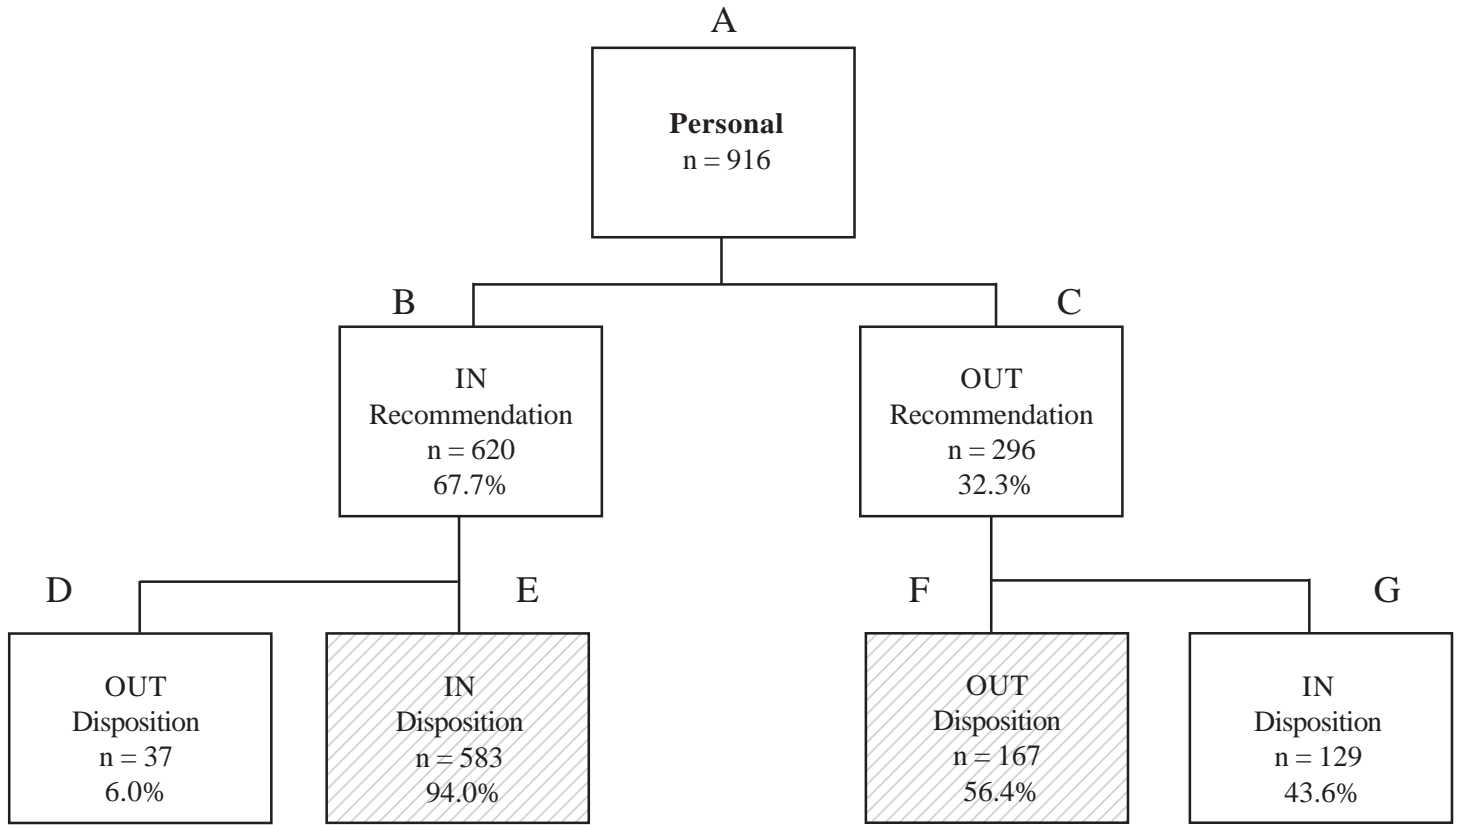 A
Personal
n = 916
B
C
IN
Recommendation
n = 620
67.7%
OUT
Recommendation
n = 296
32.3%
D
E
F
G
OUT
Disposition
n = 37
6.0%
IN
Disposition
n = 583
94.0%
OUT
Disposition
n = 167
56.4%
IN
Disposition
n = 129
43.6%